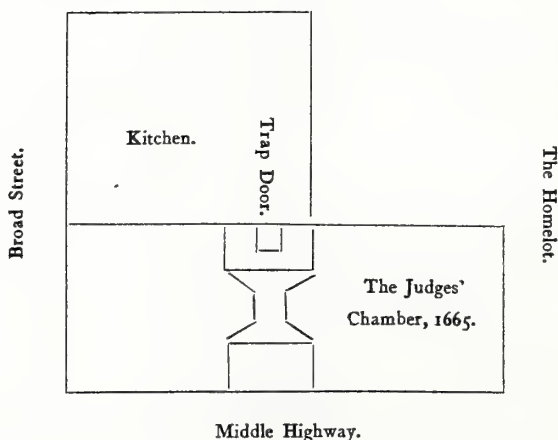 Kitchen.
Trap Door.
Broad Street.
The Homelot.
The Judges'
Chamber, 1665.
Middle Highway.